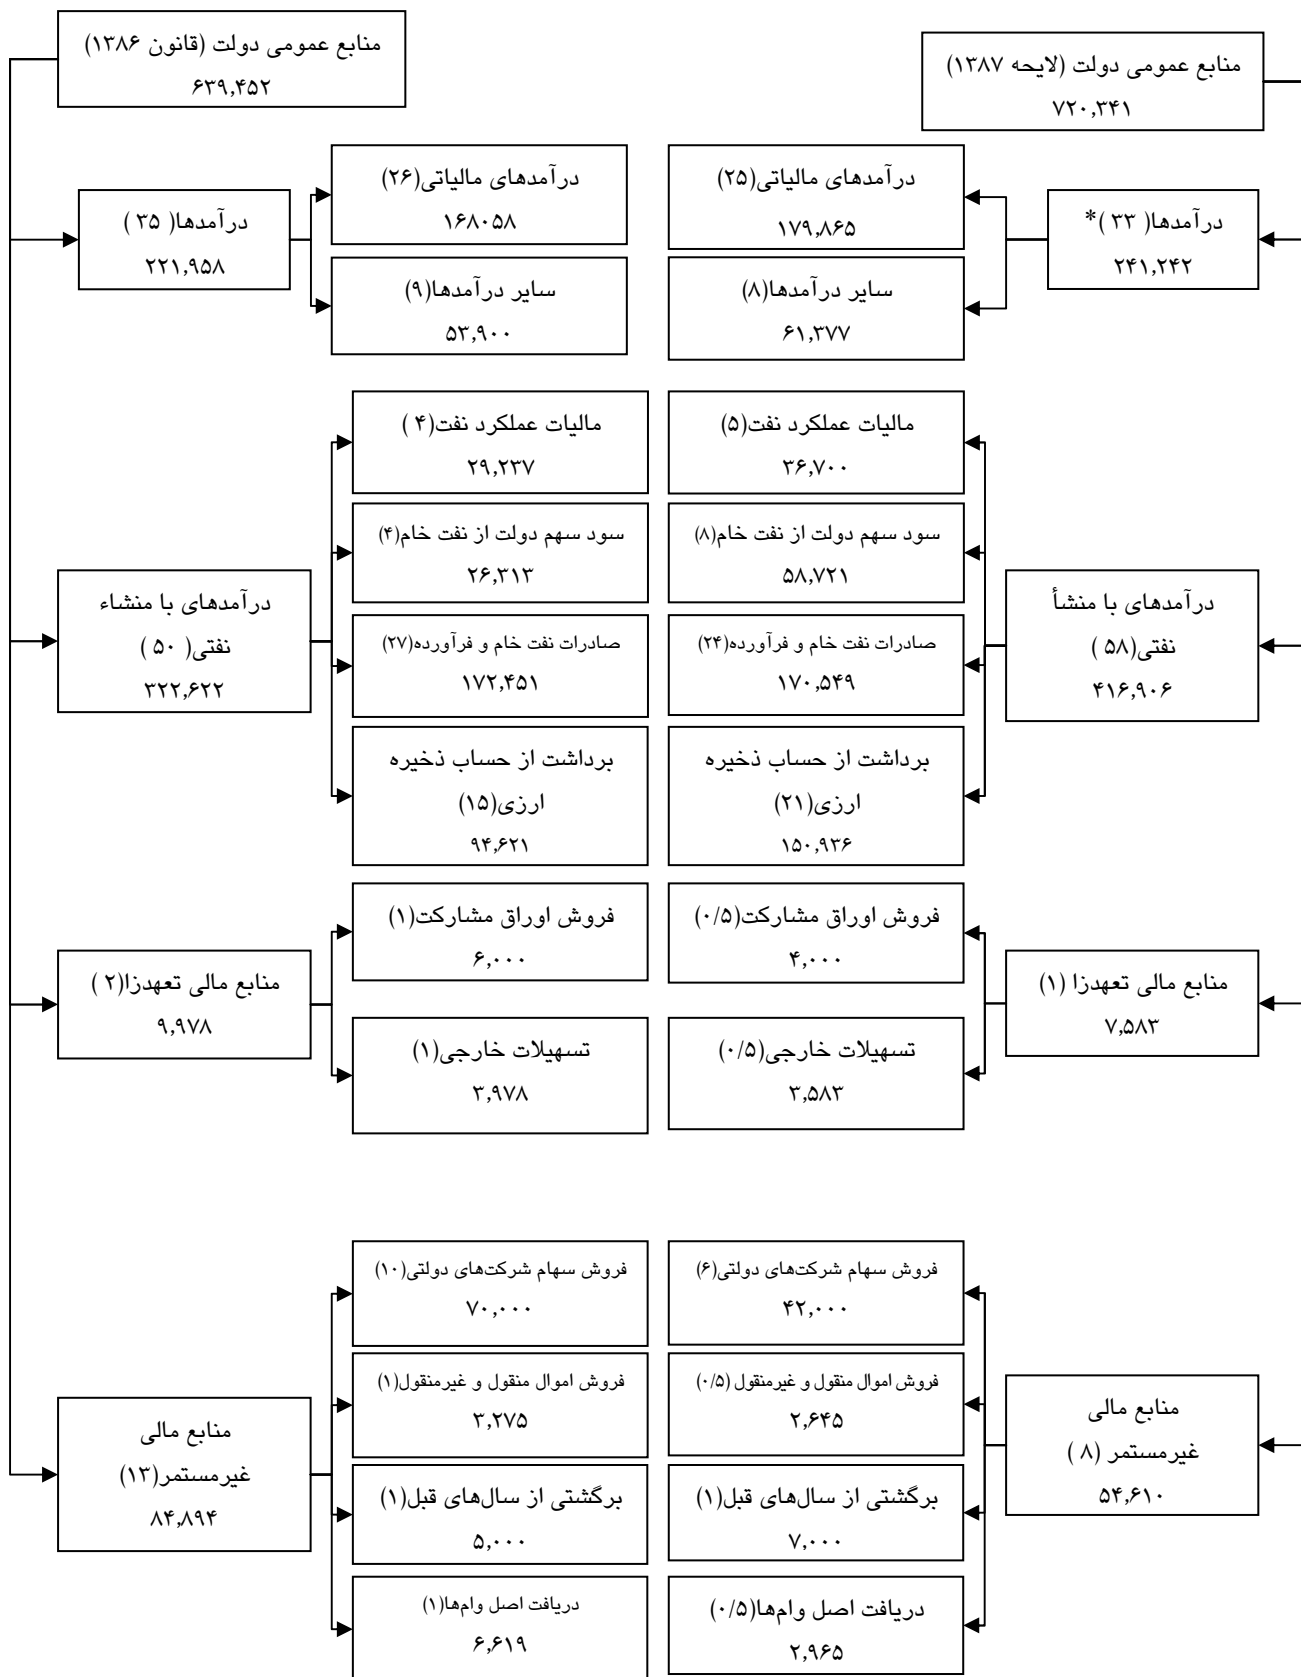 منابع عمومی دولت (قانون ۱۳۸۶)
۶۳۹,۴۵۲
منابع عمومی دولت (لایحه ۱۳۸۷)
۷۲۰,۳۴۱
درآمدها( ۳۳ )*
۲۴۱,۲۴۲
درآمدهای مالیاتی(۲۵)
۱۷۹,۸۶۵
سایر درآمدها(۸)
۶۱,۳۷۷
درآمدهای مالیاتی(۲۶)
۱۶۸۰۵۸
سایر درآمدها(۹)
۵۳,۹۰۰
درآمدها( ۳۵ )
۲۲۱,۹۵۸
درآمدهای با منشأ
نفتی(۵۸ )
۴۱۶,۹۰۶
مالیات عملکرد نفت(۵)
۳۶,۷۰۰
سود سهم دولت از نفت خام(۸)
۵۸,۷۲۱
صادرات نفت خام و فرآورده(۲۴)
۱۷۰,۵۴۹
برداشت از حساب ذخیره
ارزی(۲۱)
۱۵۰,۹۳۶
مالیات عملکرد نفت(۴ )
۲۹,۲۳۷
سود سهم دولت از نفت خام(۴)
۲۶,۳۱۳
صادرات نفت خام و فرآورده(۲۷)
۱۷۲,۴۵۱
برداشت از حساب ذخیره
ارزی(۱۵)
۹۴,۶۲۱
درآمدهای با منشاء
نفتی( ۵۰ )
۳۲۲,۶۲۲
منابع مالی تعهدزا (۱)
۷,۵۸۳
فروش اوراق مشارکت(۰/۵)
۴,۰۰۰
تسهیلات خارجی(۰/۵)
۳,۵۸۳
فروش اوراق مشارکت(۱)
۶,۰۰۰
تسهیلات خارجی(۱)
۳,۹۷۸
منابع مالی تعهدزا(۲ )
۹,۹۷۸
منابع مالی
غیرمستمر (۸ )
۵۴,۶۱۰
فروش سهام شرکت‌های دولتی(۶)
۴۲,۰۰۰
فروش اموال منقول و غیرمنقول (۰/۵)
۲,۶۴۵
برگشتی از سال‌های قبل(۱)
۷,۰۰۰
دریافت اصل وام‌ها(۰/۵)
۲,۹۶۵
فروش سهام شرکت‌های دولتی(۱۰)
۷۰,۰۰۰
فروش اموال منقول و غیرمنقول(۱)
۳,۲۷۵
برگشتی از سال‌های قبل(۱)
۵,۰۰۰
دریافت اصل وام‌ها(۱)
۶,۶۱۹
منابع مالی
غیرمستمر(۱۳)
۸۴,۸۹۴